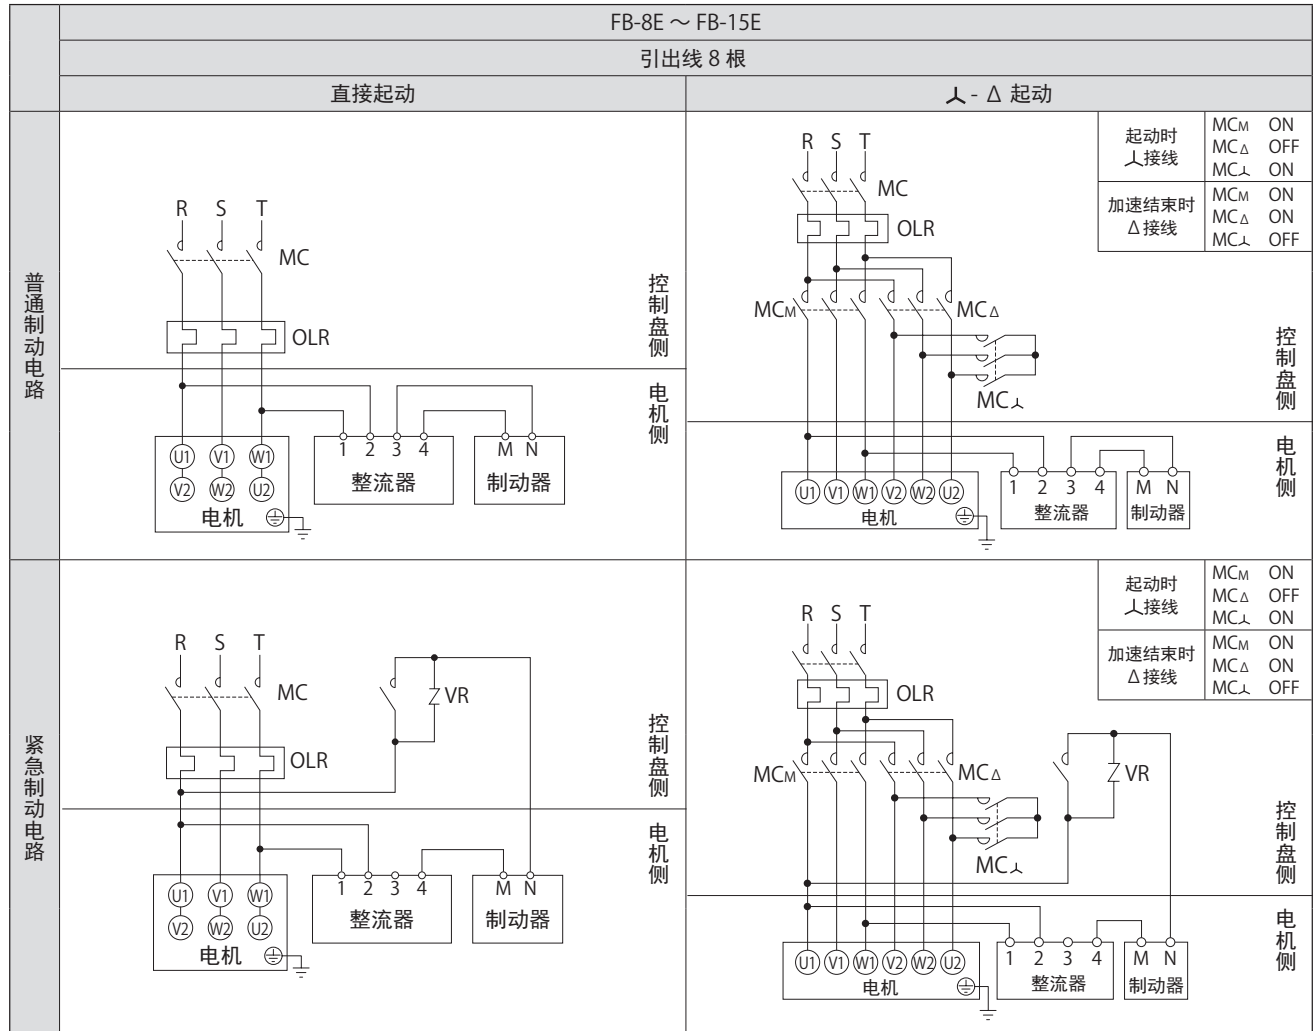 FB-8E ～ FB-15E
引出线 8 根
直接起动
人 - Δ 起动
普通制动电路
R S T
MC
OLR
控制盘侧
电机侧
U1 V1 W1
V2 W2 U2
电机
1 2 3 4
整流器
M N
制动器
起动时
人接线
MCM ON
MCΔ OFF
MC人 ON
加速结束时
Δ接线
MCM ON
MCΔ ON
MC人 OFF
R S T
MC
OLR
MCM
MCΔ
MC人
控制盘侧
电机侧
U1 V1 W1 V2 W2 U2
电机
1 2 3 4
整流器
M N
制动器
紧急制动电路
R S T
MC
VR
OLR
控制盘侧
电机侧
U1 V1 W1
V2 W2 U2
电机
1 2 3 4
整流器
M N
制动器
起动时
人接线
MCM ON
MCΔ OFF
MC人 ON
加速结束时
Δ接线
MCM ON
MCΔ ON
MC人 OFF
R S T
OLR
MCM
MCΔ
VR
MC人
控制盘侧
电机侧
U1 V1 W1 V2 W2 U2
电机
1 2 3 4
整流器
M N
制动器